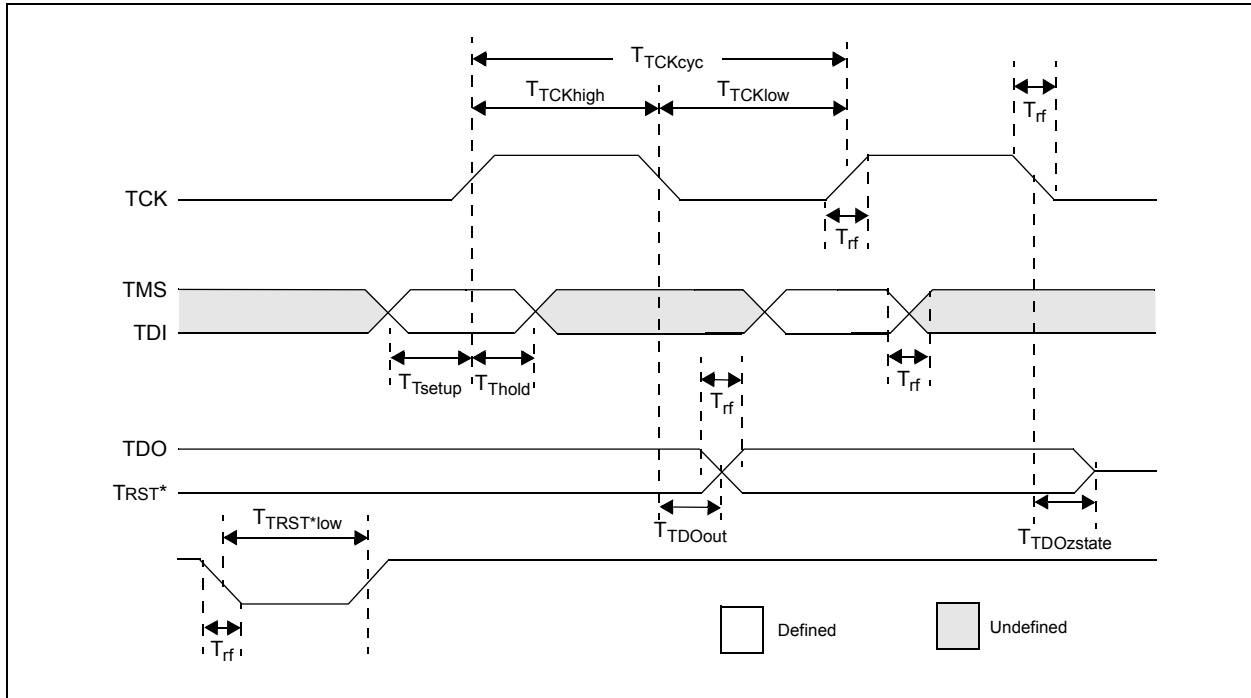 TTCKcyc
TTCKhigh
TTCKlow
Trf
TCK
Trf
TMS
TDI
TTsetup
TThold
Trf
Trf
TDO
TRST*
TTRST*low
TTDOout
TTDOzstate
Trf
Defined
Undefined